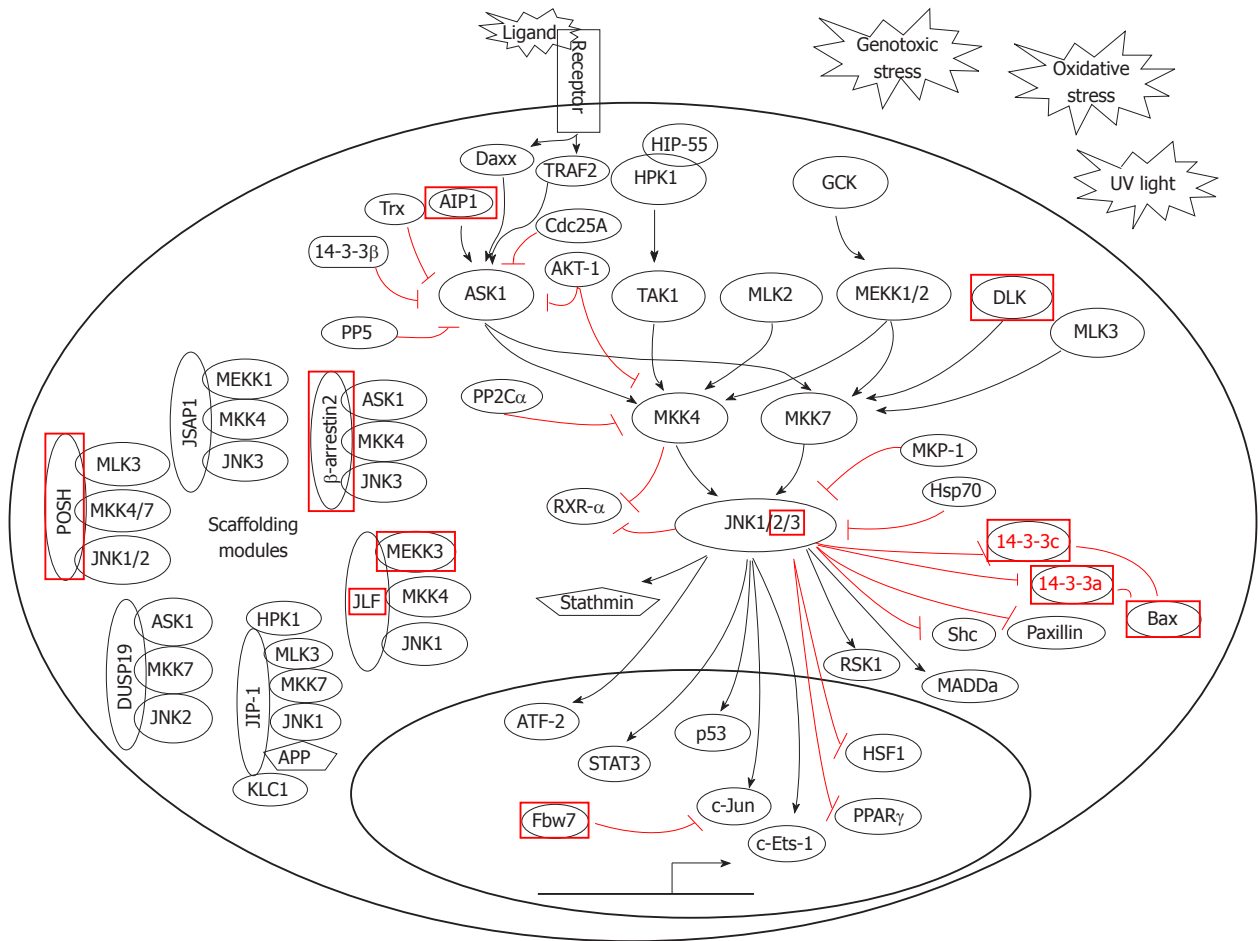 Ligand
Receptor
Genotoxic
stress
Oxidative
stress
UV light
Daxx
TRAF2
HIP-55
HPK1
GCK
Trx
AIP1
Cdc25A
14-3-3β
AKT-1
ASK1
TAK1
MLK2
MEKK1/2
DLK
MLK3
PP5
PP2Cα
MKK4
MKK7
MKP-1
Hsp70
RXR-α
JNK1/2/3
JSAP1
MEKK1
MKK4
JNK3
β-arrestin2
ASK1
MKK4
JNK3
POSH
MLK3
MKK4/7
JNK1/2
Scaffolding
modules
JLF
MEKK3
MKK4
JNK1
DUSP19
ASK1
MKK7
JNK2
JIP-1
HPK1
MLK3
MKK7
JNK1
APP
KLC1
14-3-3c
14-3-3a
Bax
Stathmin
Shc
Paxillin
RSK1
MADDa
ATF-2
STAT3
p53
HSF1
c-Jun
PPARγ
Fbw7
c-Ets-1